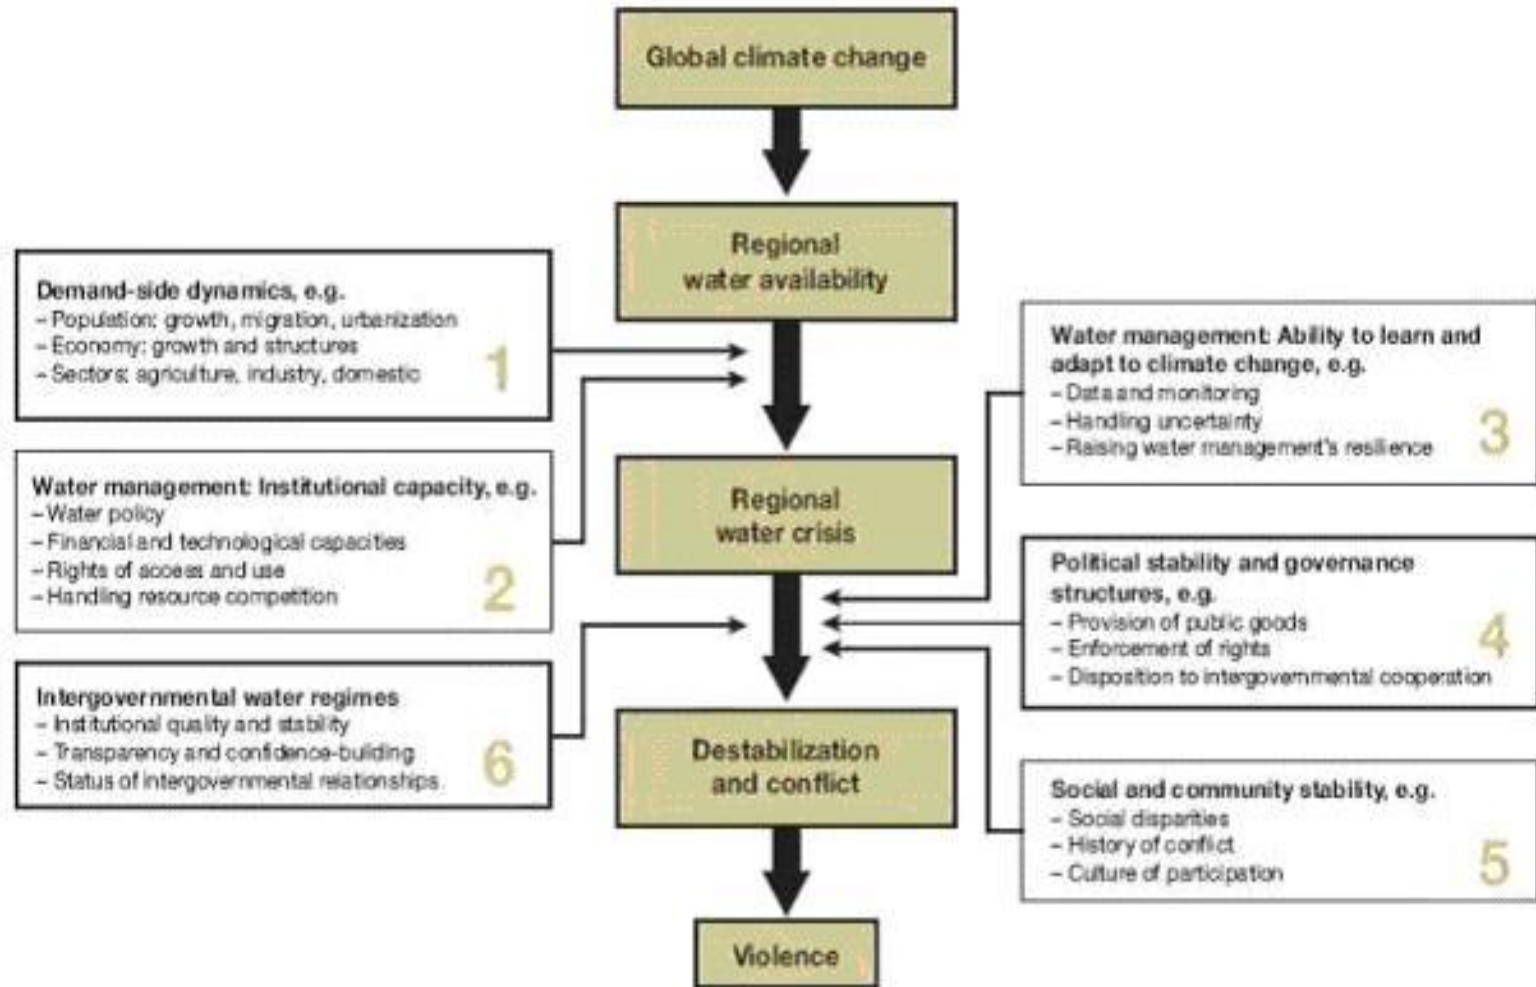 Global climate change
Regional
water availability
Demand-side dynamics, e.g.
– Population: growth, migration, urbanization
– Economy: growth and structures
– Sectors: agriculture, industry, domestic
1
Water management: Institutional capacity, e.g.
– Water policy
– Financial and technological capacities
– Rights of access and use
– Handling resource competition
2
Water management: Ability to learn and
adapt to climate change, e.g.
– Data and monitoring
– Handling uncertainty
– Raising water management's resilience
3
Regional
water crisis
Political stability and governance
structures, e.g.
– Provision of public goods
– Enforcement of rights
– Disposition to intergovernmental cooperation
4
Intergovernmental water regimes
– Institutional quality and stability
– Transparency and confidence-building
– Status of intergovernmental relationships
6
Social and community stability, e.g.
– Social disparities
– History of conflict
– Culture of participation
5
Destabilization
and conflict
Violence